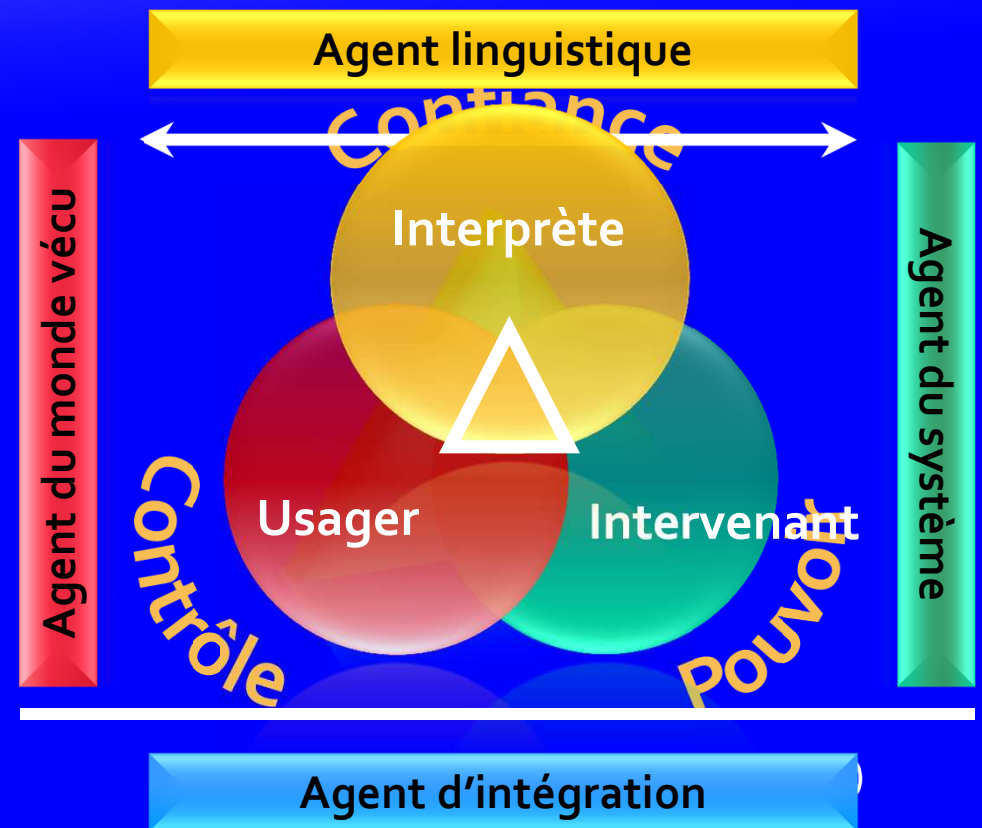 Agent linguistique
Confiance
Interprète
Agent du monde vécu
Agent du système
Usager
Intervenant
Contrôle
Pouvoir
Agent d’intégration
)